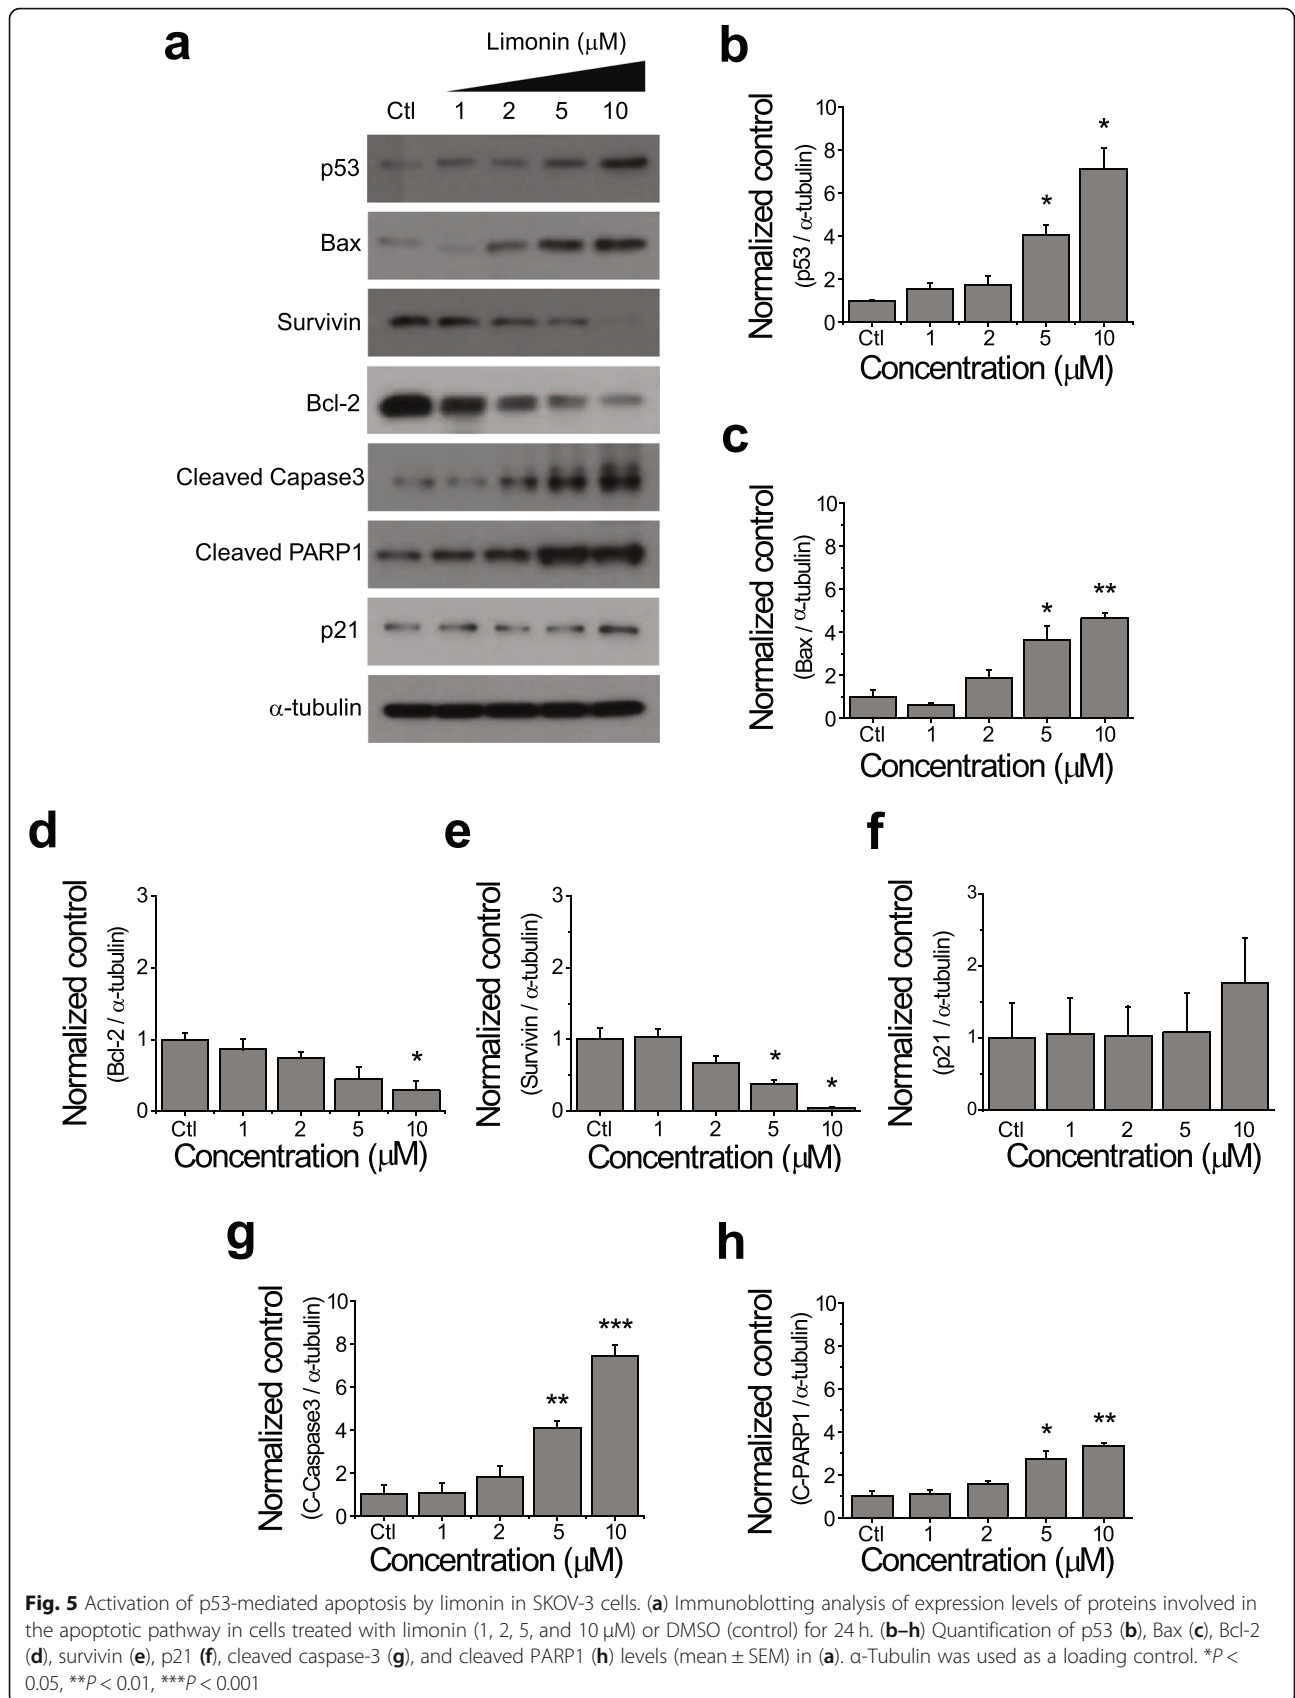 a
Limonin (μM)
Ctl 1 2 5 10
p53
Bax
Survivin
Bcl-2
Cleaved Capase3
Cleaved PARP1
p21
α-tubulin
b
Normalized control
(p53 / α-tubulin)
10
8
6
4
2
0
* *
Ctl 1 2 5 10
Concentration (μM)
c
Normalized control
(Bax / α-tubulin)
10
8
6
4
2
0
* **
Ctl 1 2 5 10
Concentration (μM)
d
Normalized control
(Bcl-2 / α-tubulin)
3
2
1
0
*
Ctl 1 2 5 10
Concentration (μM)
e
Normalized control
(Survivin / α-tubulin)
3
2
1
0
* *
Ctl 1 2 5 10
Concentration (μM)
f
Normalized control
(p21 / α-tubulin)
3
2
1
0
Ctl 1 2 5 10
Concentration (μM)
g
Normalized control
(C-Caspase3 / α-tubulin)
10
8
6
4
2
0
** ***
Ctl 1 2 5 10
Concentration (μM)
h
Normalized control
(C-PARP1 / α-tubulin)
10
8
6
4
2
0
* **
Ctl 1 2 5 10
Concentration (μM)
Fig. 5 Activation of p53-mediated apoptosis by limonin in SKOV-3 cells. (a) Immunoblotting analysis of expression levels of proteins involved in
the apoptotic pathway in cells treated with limonin (1, 2, 5, and 10 μM) or DMSO (control) for 24 h. (b–h) Quantification of p53 (b), Bax (c), Bcl-2
(d), survivin (e), p21 (f), cleaved caspase-3 (g), and cleaved PARP1 (h) levels (mean ± SEM) in (a). α-Tubulin was used as a loading control. *P <
0.05, **P < 0.01, ***P < 0.001